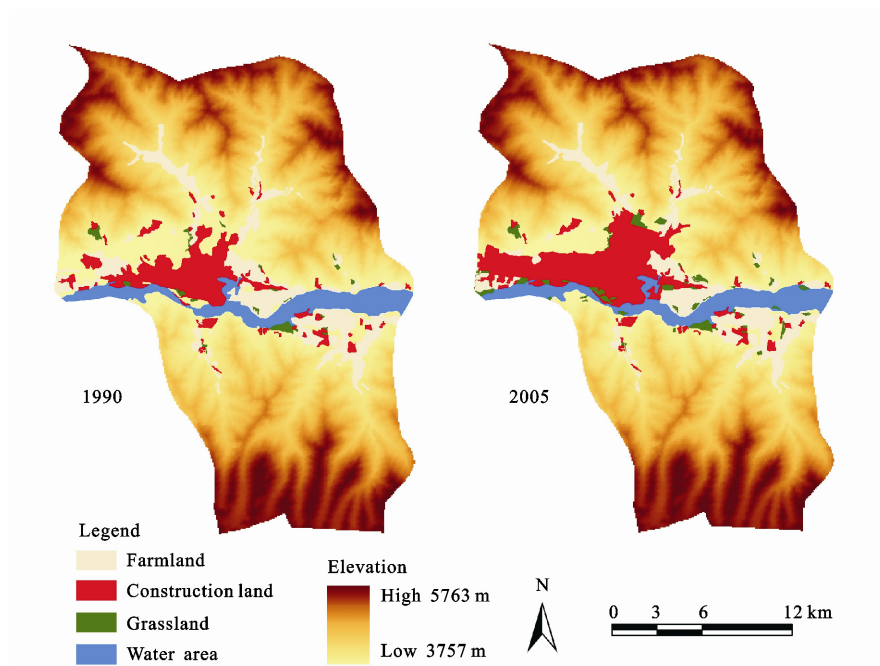 1990
2005
Legend
Farmland
Construction land
Grassland
Water area
Elevation
High 5763 m
Low 3757 m
N
0 3 6 12 km